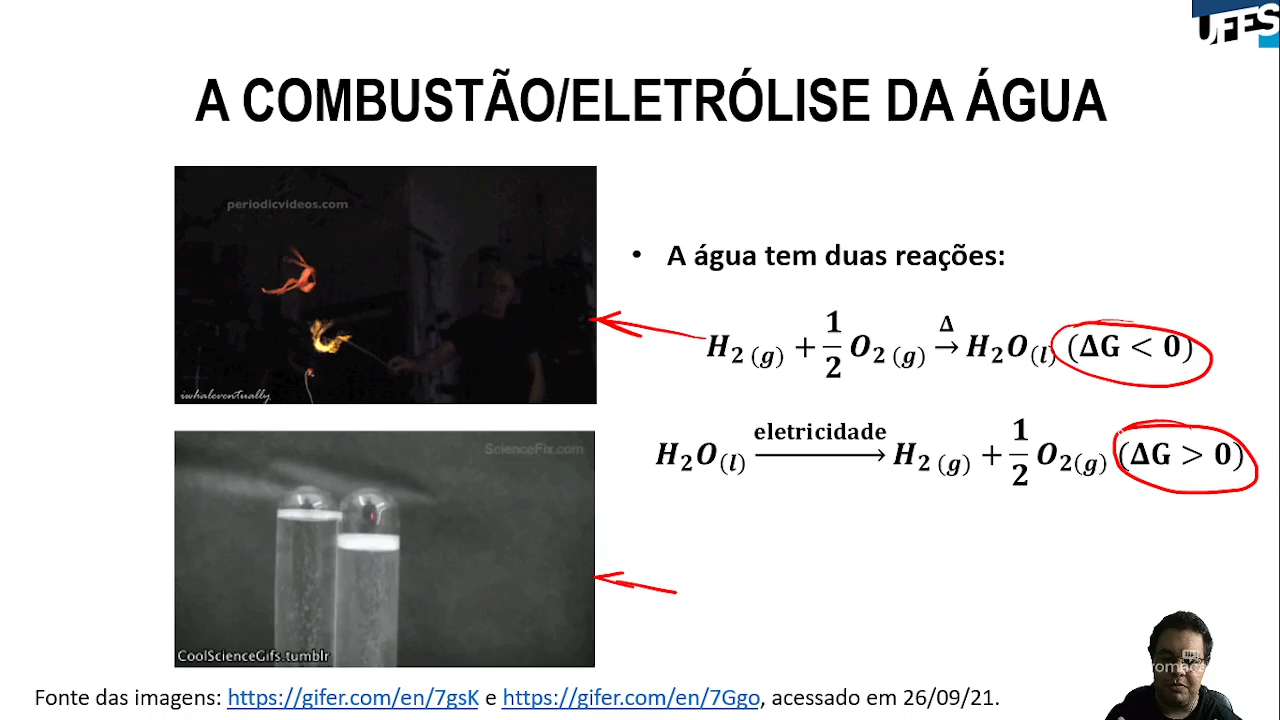 UFES
A COMBUSTÃO/ELETRÓLISE DA ÁGUA
periodicvideos.com
iwhaleventually
• A água tem duas reações:
H₂ (g) + 1/2 O₂ (g) →^Δ H₂O(l) (ΔG < 0)
H₂O(l) →^eletricidade H₂ (g) + 1/2 O₂(g) (ΔG > 0)
ScienceFix.com
CoolScienceGifs.tumblr
Fonte das imagens: https://gifer.com/en/7gsK e https://gifer.com/en/7Ggo, acessado em 26/09/21.